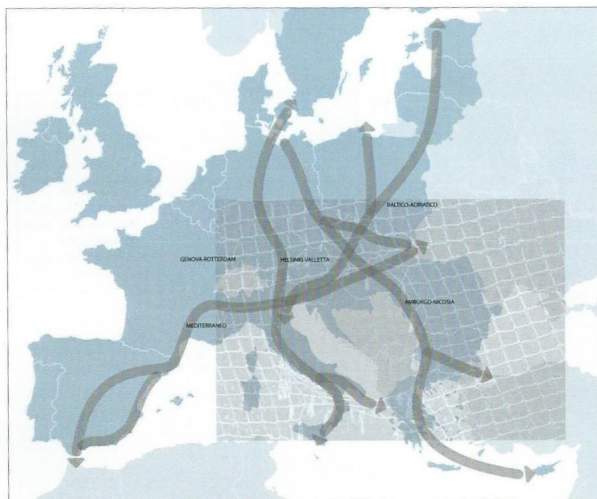 BALTICO-ADRIATICO
GENOVA-ROTTERDAM
HELSINKI-VALLETTA
AMBURGO-NICOSIA
MEDITERRANEO